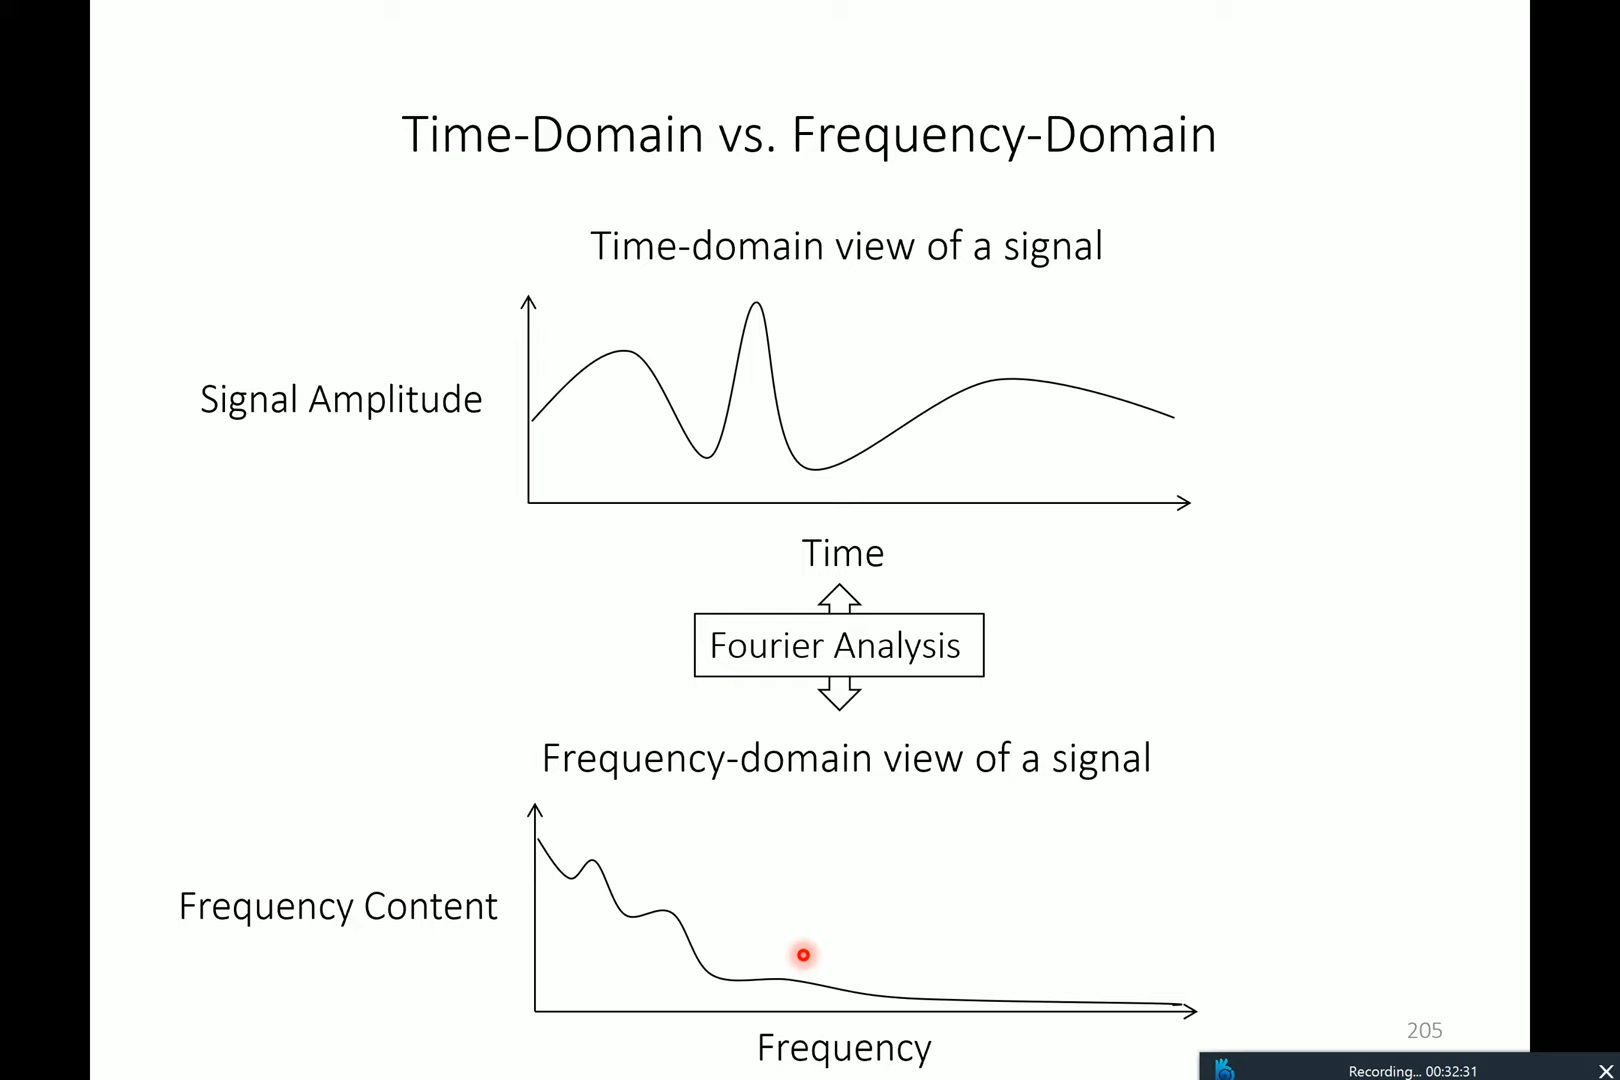 Time-Domain vs. Frequency-Domain
Time-domain view of a signal
Signal Amplitude
Time
Fourier Analysis
Frequency-domain view of a signal
Frequency Content
Frequency
205
Recording... 00:32:31